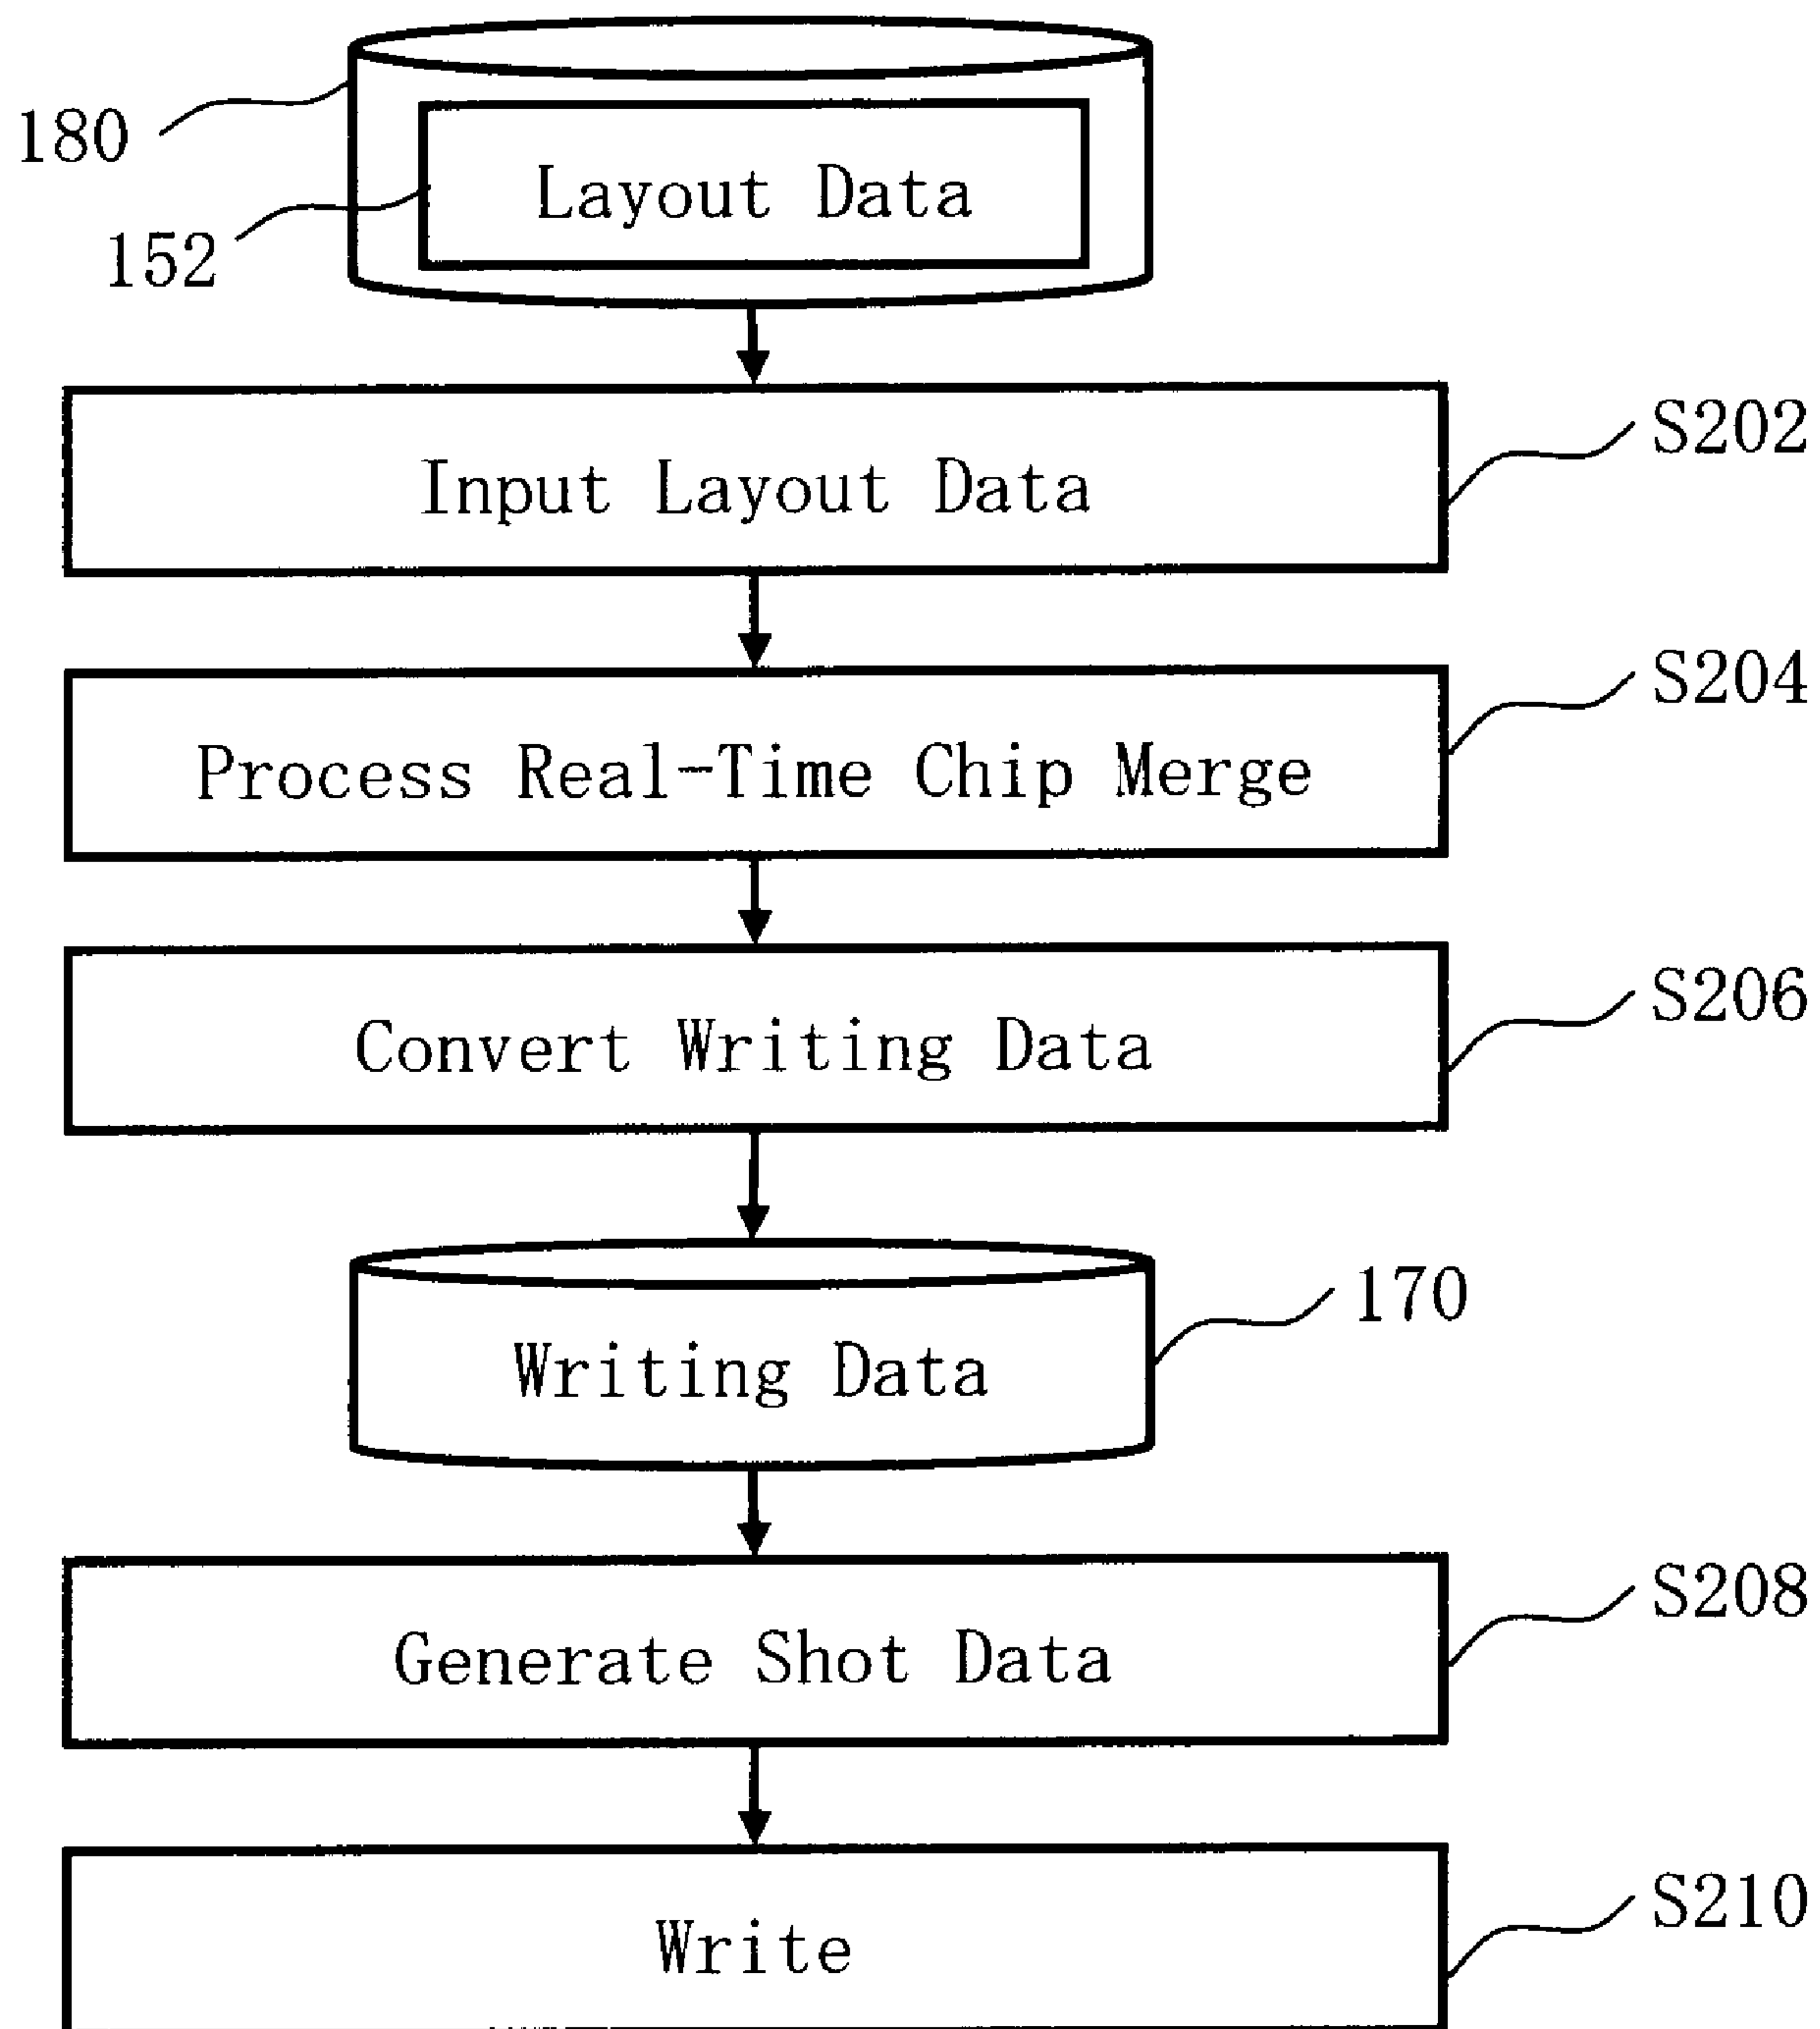 180
Layout Data
152
S202
Input Layout Data
S204
Process Real-Time Chip Merge
S206
Convert Writing Data
170
Writing Data
S208
Generate Shot Data
S210
Write